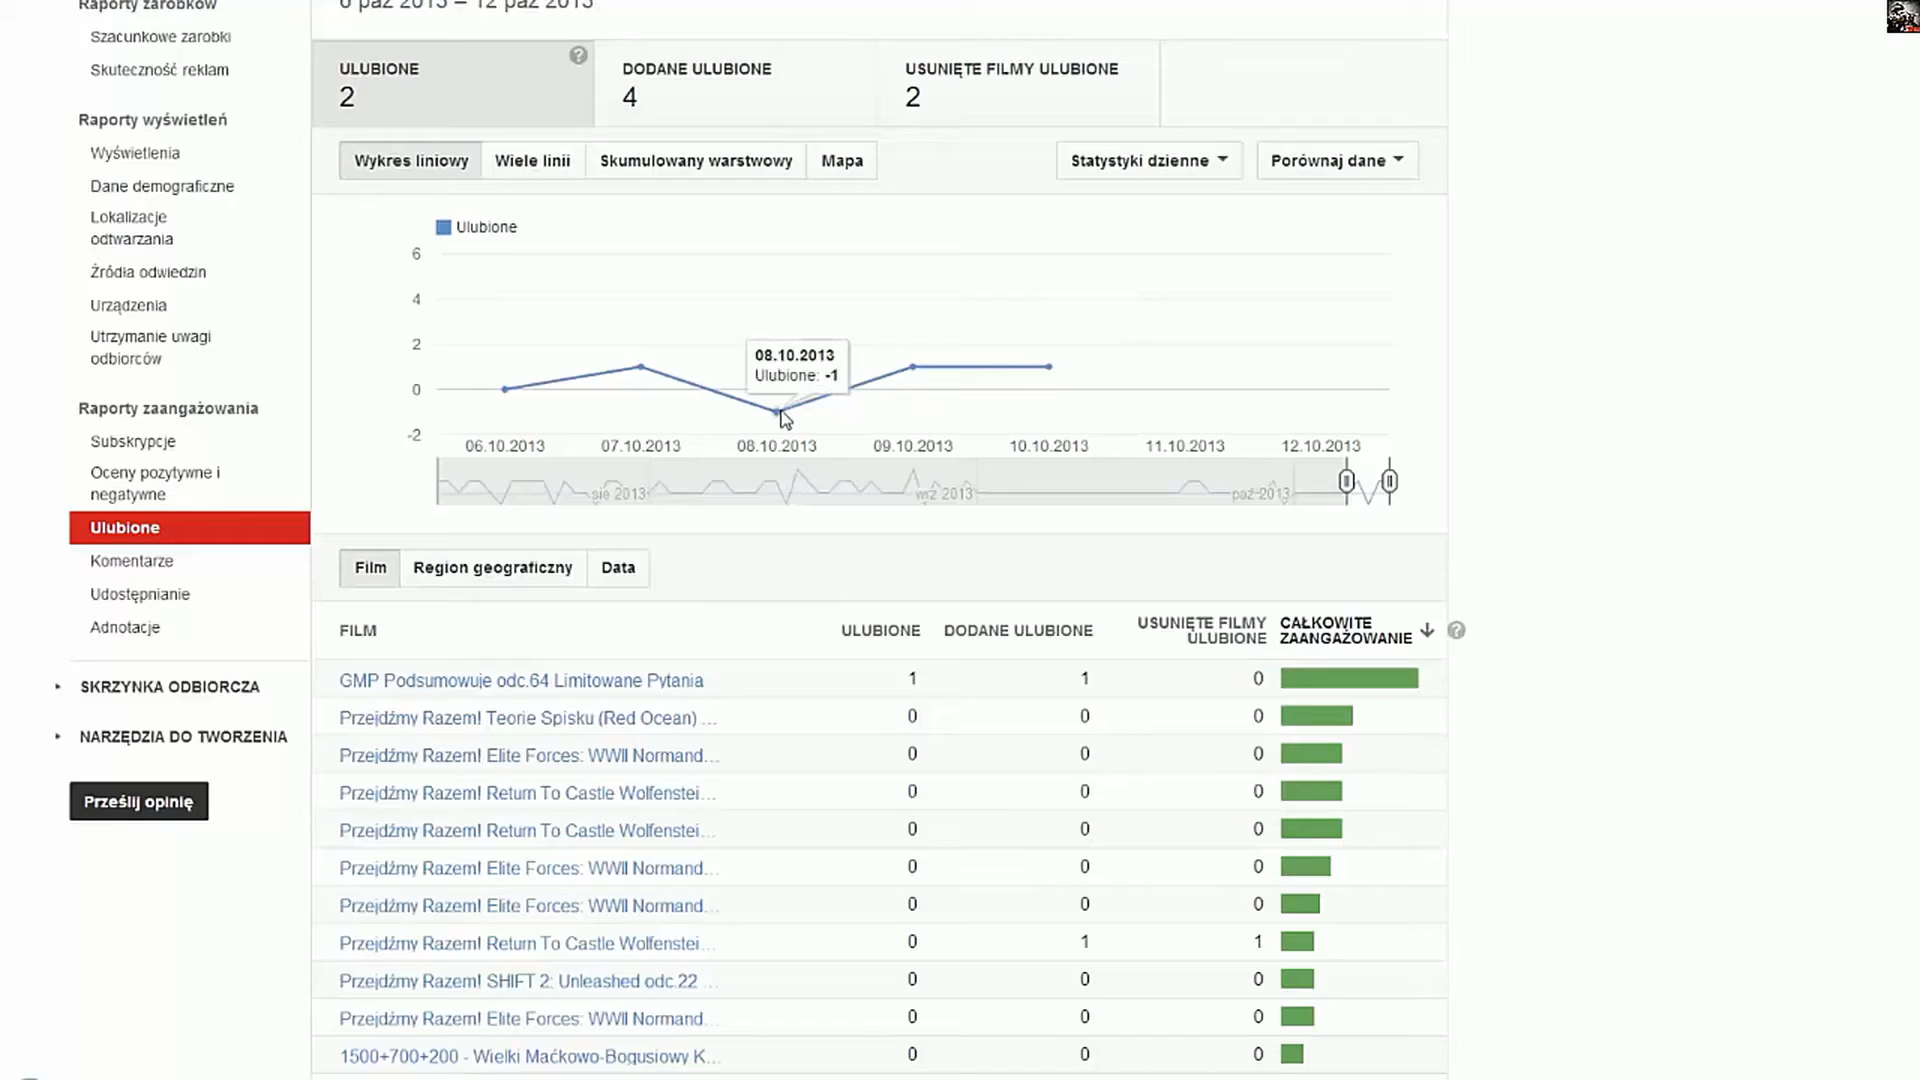 Raporty zarobków
Szacunkowe zarobki
Skuteczność reklam
Raporty wyświetleń
Wyświetlenia
Dane demograficzne
Lokalizacje
odtwarzania
Źródła odwiedzin
Urządzenia
Utrzymanie uwagi
odbiorców
Raporty zaangażowania
Subskrypcje
Oceny pozytywne i
negatywne
Ulubione
Komentarze
Udostępnianie
Adnotacje
SKRZYNKA ODBIORCZA
NARZĘDZIA DO TWORZENIA
Prześlij opinię
6 paź 2013 – 12 paź 2013
ULUBIONE ?
2
DODANE ULUBIONE
4
USUNIĘTE FILMY ULUBIONE
2
Wykres liniowy Wiele linii Skumulowany warstwowy Mapa Statystyki dzienne Porównaj dane
Ulubione
6
4
2
0
-2
08.10.2013
Ulubione: -1
06.10.2013 07.10.2013 08.10.2013 09.10.2013 10.10.2013 11.10.2013 12.10.2013
sie 2013 wrz 2013 paź 2013
Film Region geograficzny Data
FILM ULUBIONE DODANE ULUBIONE USUNIĘTE FILMY ULUBIONE CAŁKOWITE ZAANGAŻOWANIE ?
GMP Podsumowuje odc.64 Limitowane Pytania 1 1 0
Przejdźmy Razem! Teorie Spisku (Red Ocean) ... 0 0 0
Przejdźmy Razem! Elite Forces: WWII Normand... 0 0 0
Przejdźmy Razem! Return To Castle Wolfenstei... 0 0 0
Przejdźmy Razem! Return To Castle Wolfenstei... 0 0 0
Przejdźmy Razem! Elite Forces: WWII Normand... 0 0 0
Przejdźmy Razem! Elite Forces: WWII Normand... 0 0 0
Przejdźmy Razem! Return To Castle Wolfenstei... 0 1 1
Przejdźmy Razem! SHIFT 2: Unleashed odc.22 ... 0 0 0
Przejdźmy Razem! Elite Forces: WWII Normand... 0 0 0
1500+700+200 - Wielki Maćkowo-Bogusiowy K... 0 0 0